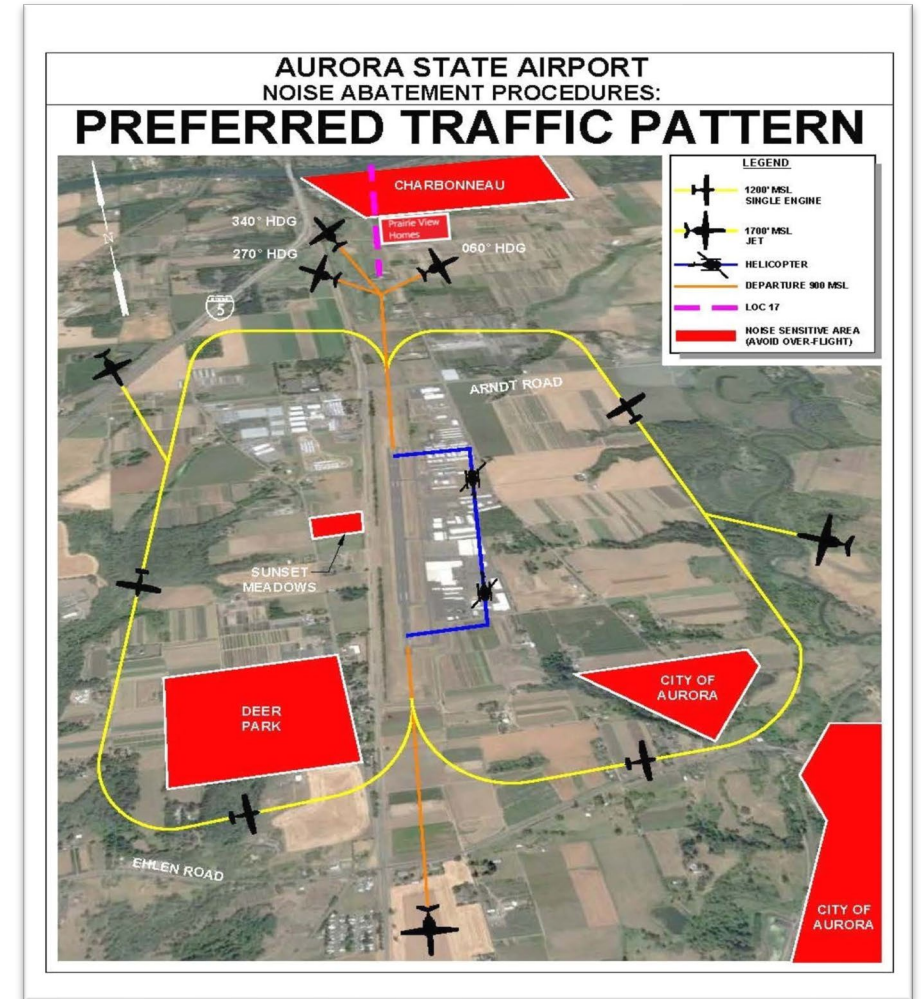 AURORA STATE AIRPORT
NOISE ABATEMENT PROCEDURES:
PREFERRED TRAFFIC PATTERN
LEGEND
1200' MSL
SINGLE ENGINE
1700' MSL
JET
HELICOPTER
DEPARTURE 900 MSL
LOC 17
NOISE SENSITIVE AREA
(AVOID OVER-FLIGHT)
N
CHARBONNEAU
Prairie View
Homes
340° HDG
270° HDG
060° HDG
5
ARNDT ROAD
SUNSET
MEADOWS
DEER
PARK
CITY OF
AURORA
EHLEN ROAD
CITY OF
AURORA